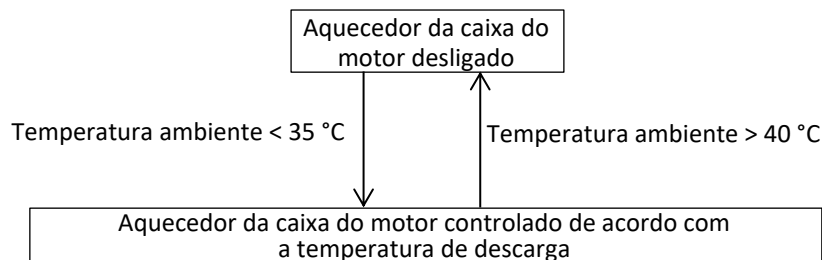 Aquecedor da caixa do
motor desligado
Temperatura ambiente < 35 °C
Temperatura ambiente > 40 °C
Aquecedor da caixa do motor controlado de acordo com
a temperatura de descarga